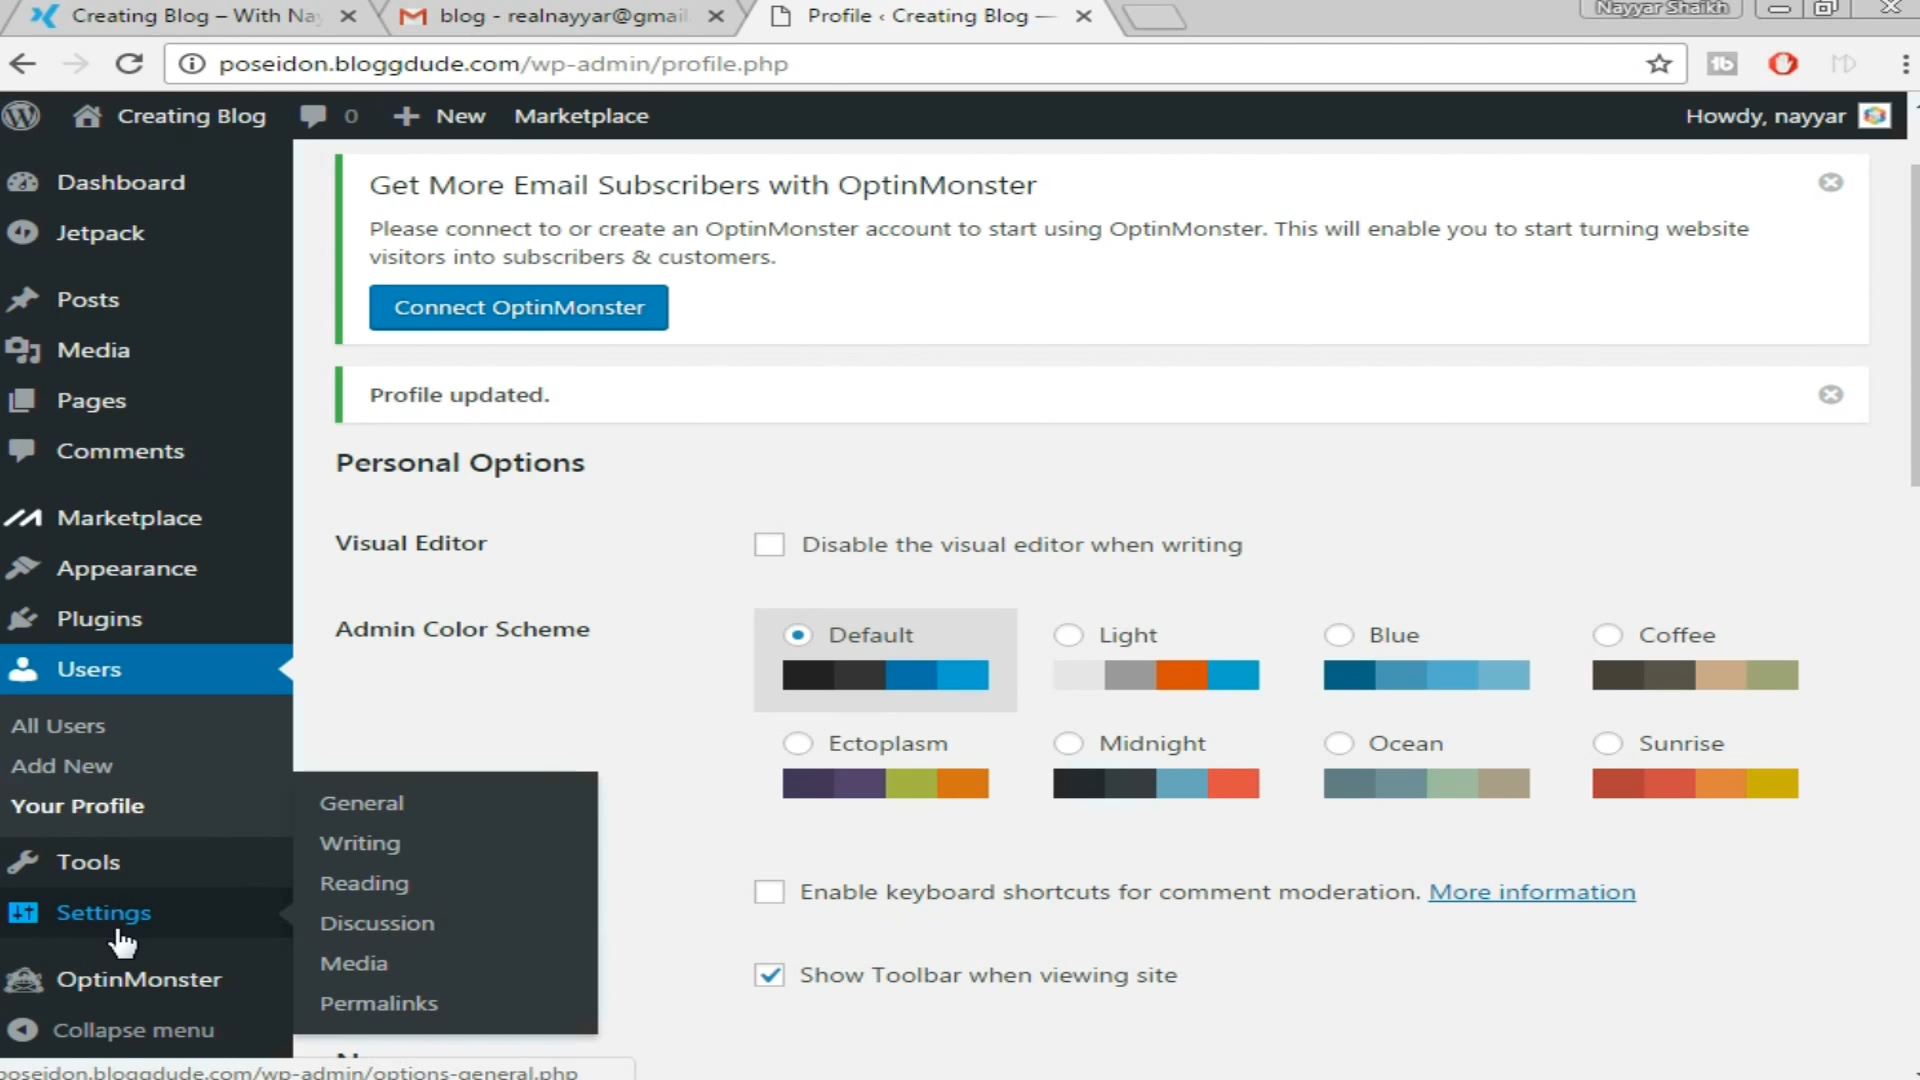 Creating Blog – With Nay
blog - realnayyar@gmail
Profile ‹ Creating Blog —
Nayyar Shaikh
poseidon.bloggdude.com/wp-admin/profile.php
Creating Blog
0
New
Marketplace
Howdy, nayyar
Dashboard
Jetpack
Posts
Media
Pages
Comments
Marketplace
Appearance
Plugins
Users
All Users
Add New
Your Profile
Tools
Settings
OptinMonster
Collapse menu
General
Writing
Reading
Discussion
Media
Permalinks
Get More Email Subscribers with OptinMonster
Please connect to or create an OptinMonster account to start using OptinMonster. This will enable you to start turning website
visitors into subscribers & customers.
Connect OptinMonster
Profile updated.
Personal Options
Visual Editor
Disable the visual editor when writing
Admin Color Scheme
Default
Light
Blue
Coffee
Ectoplasm
Midnight
Ocean
Sunrise
Enable keyboard shortcuts for comment moderation. More information
Show Toolbar when viewing site
poseidon.bloggdude.com/wp-admin/options-general.php